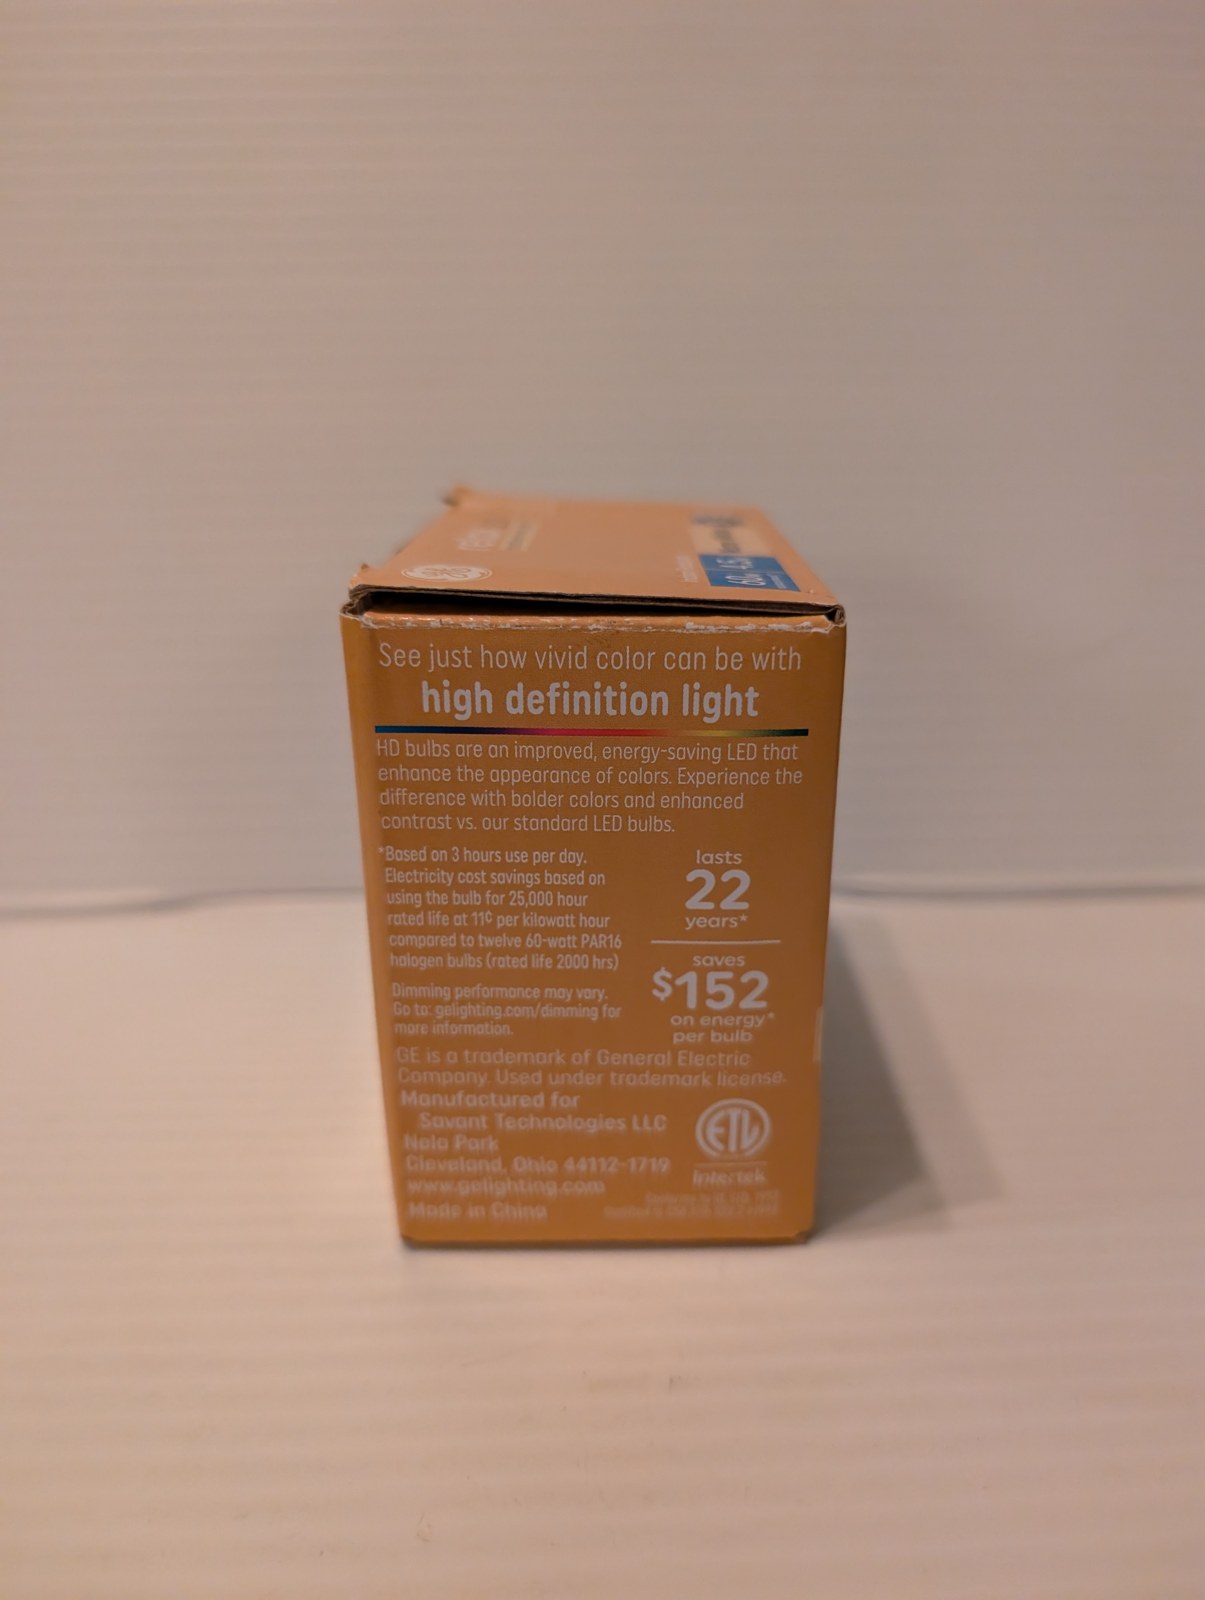 GE
60w
See just how vivid color can be with
high definition light
HD bulbs are an improved, energy-saving LED that
enhance the appearance of colors. Experience the
difference with bolder colors and enhanced
contrast vs. our standard LED bulbs.
*Based on 3 hours use per day.
Electricity cost savings based on
using the bulb for 25,000 hour
rated life at 11¢ per kilowatt hour
compared to twelve 60-watt PAR16
halogen bulbs (rated life 2000 hrs)
lasts
22
years*
saves
$152
on energy*
per bulb
Dimming performance may vary.
Go to: gelighting.com/dimming for
more information.
GE is a trademark of General Electric
Company. Used under trademark license.
Manufactured for
Savant Technologies LLC
Nela Park
Cleveland, Ohio 44112-1719
www.gelighting.com
Made in China
ETL
Intertek